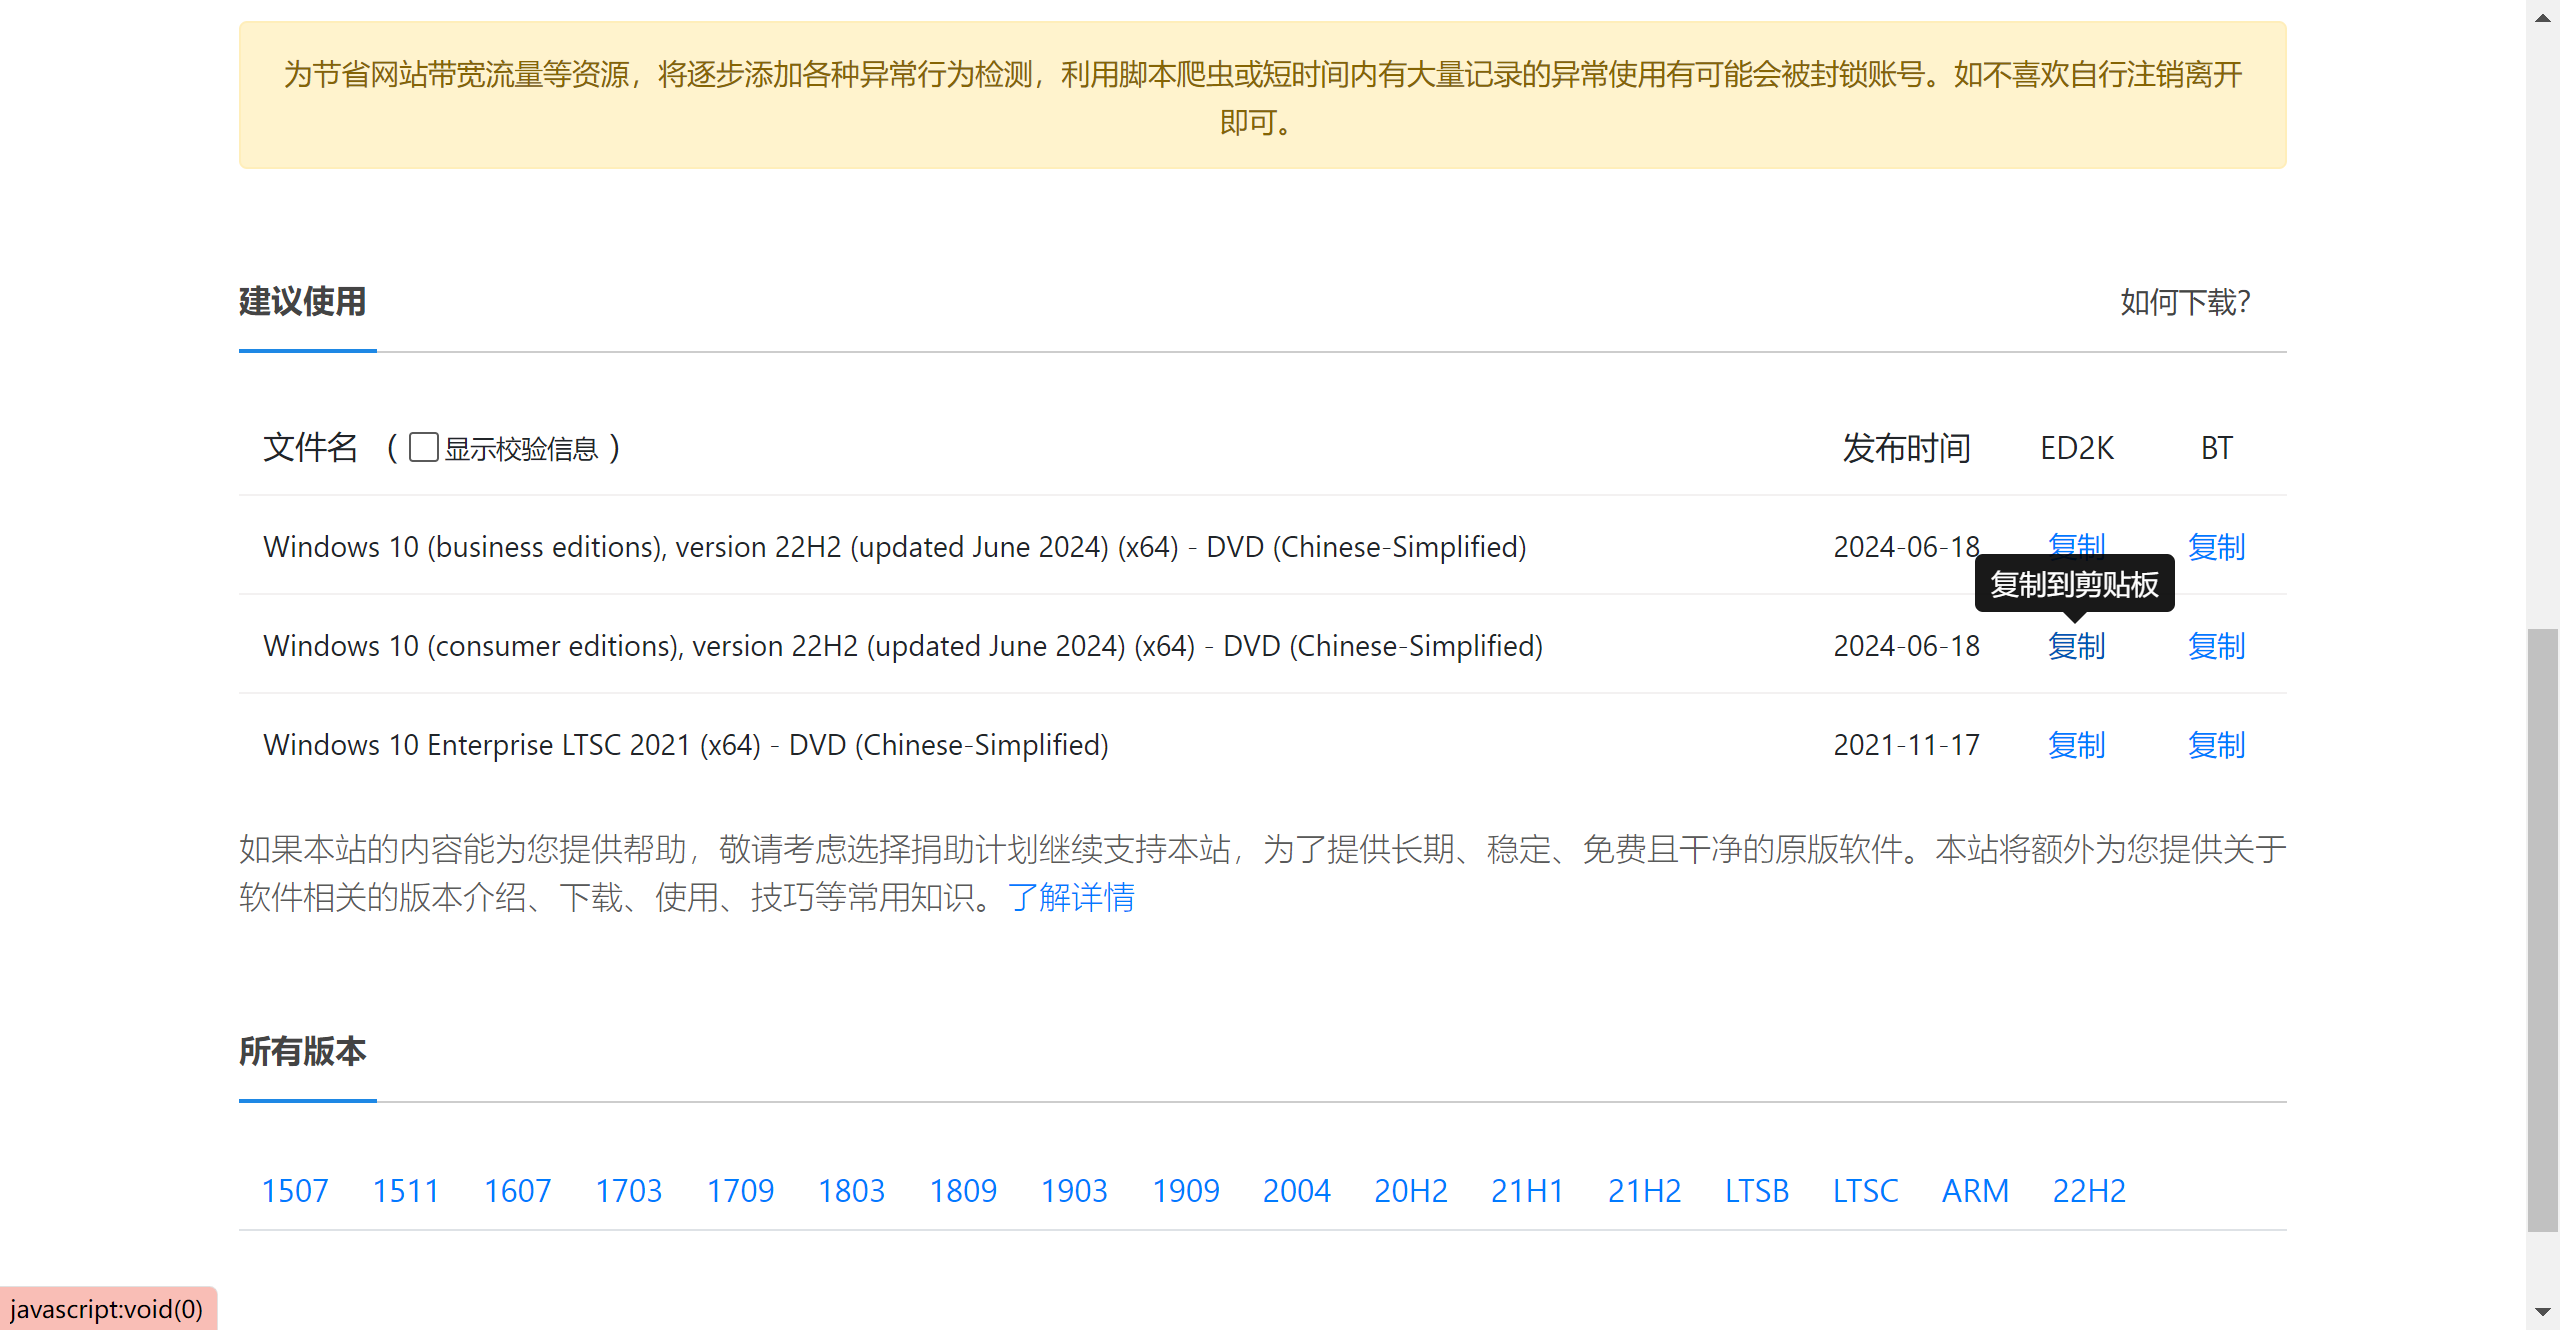 为节省网站带宽流量等资源，将逐步添加各种异常行为检测，利用脚本爬虫或短时间内有大量记录的异常使用有可能会被封锁账号。如不喜欢自行注销离开
即可。
建议使用 如何下载?
文件名 （ 显示校验信息 ） 发布时间 ED2K BT
Windows 10 (business editions), version 22H2 (updated June 2024) (x64) - DVD (Chinese-Simplified) 2024-06-18 复制 复制
复制到剪贴板
Windows 10 (consumer editions), version 22H2 (updated June 2024) (x64) - DVD (Chinese-Simplified) 2024-06-18 复制 复制
Windows 10 Enterprise LTSC 2021 (x64) - DVD (Chinese-Simplified) 2021-11-17 复制 复制
如果本站的内容能为您提供帮助，敬请考虑选择捐助计划继续支持本站，为了提供长期、稳定、免费且干净的原版软件。本站将额外为您提供关于
软件相关的版本介绍、下载、使用、技巧等常用知识。了解详情
所有版本
1507 1511 1607 1703 1709 1803 1809 1903 1909 2004 20H2 21H1 21H2 LTSB LTSC ARM 22H2
javascript:void(0)